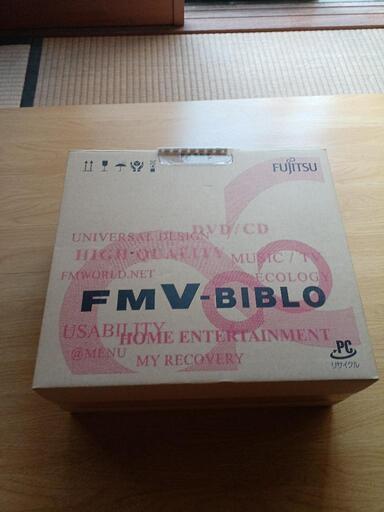 FUJITSU
DVD/CD
UNIVERSAL DESIGN
HIGH-QUALITY
MUSIC / TV
FMWORLD.NET
ECOLOGY
FMV-BIBLO
USABILITY
HOME ENTERTAINMENT
@MENU
MY RECOVERY
PC
リサイクル